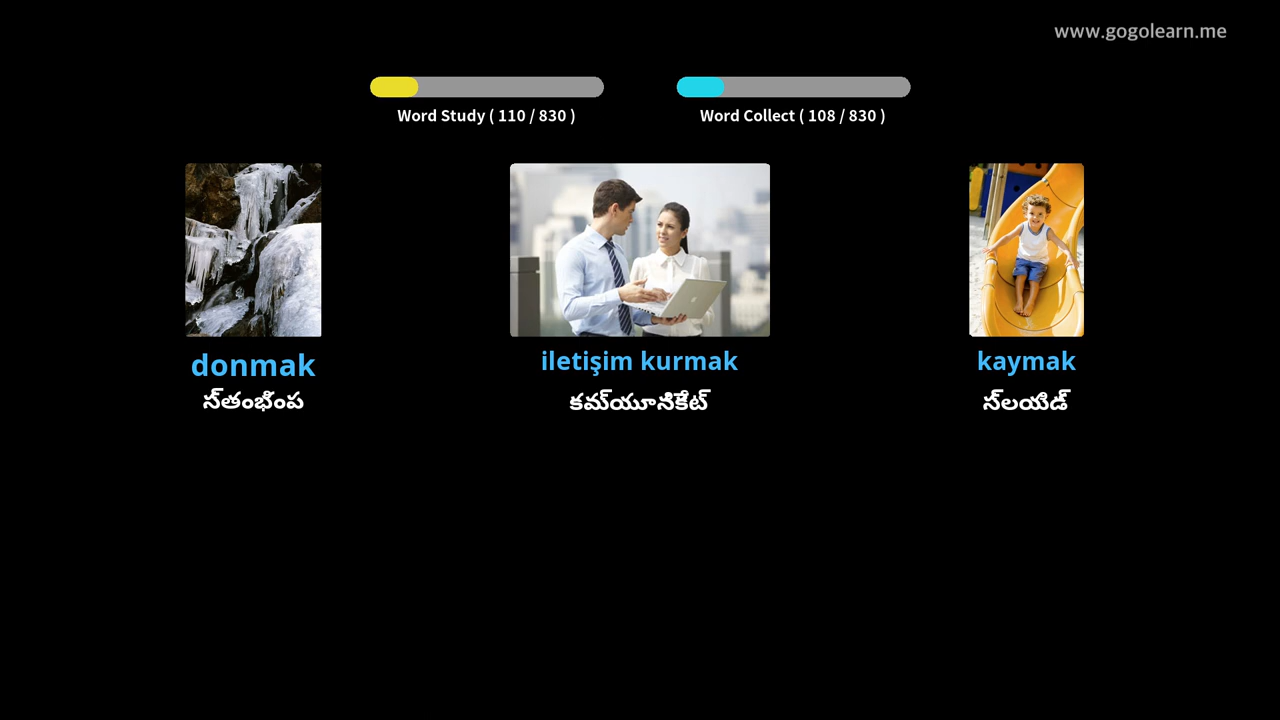 www.gogolearn.me
Word Study ( 110 / 830 )
Word Collect ( 108 / 830 )
donmak
స్తంభింప
iletişim kurmak
కమ్యూనికేట్
kaymak
స్లయిడ్